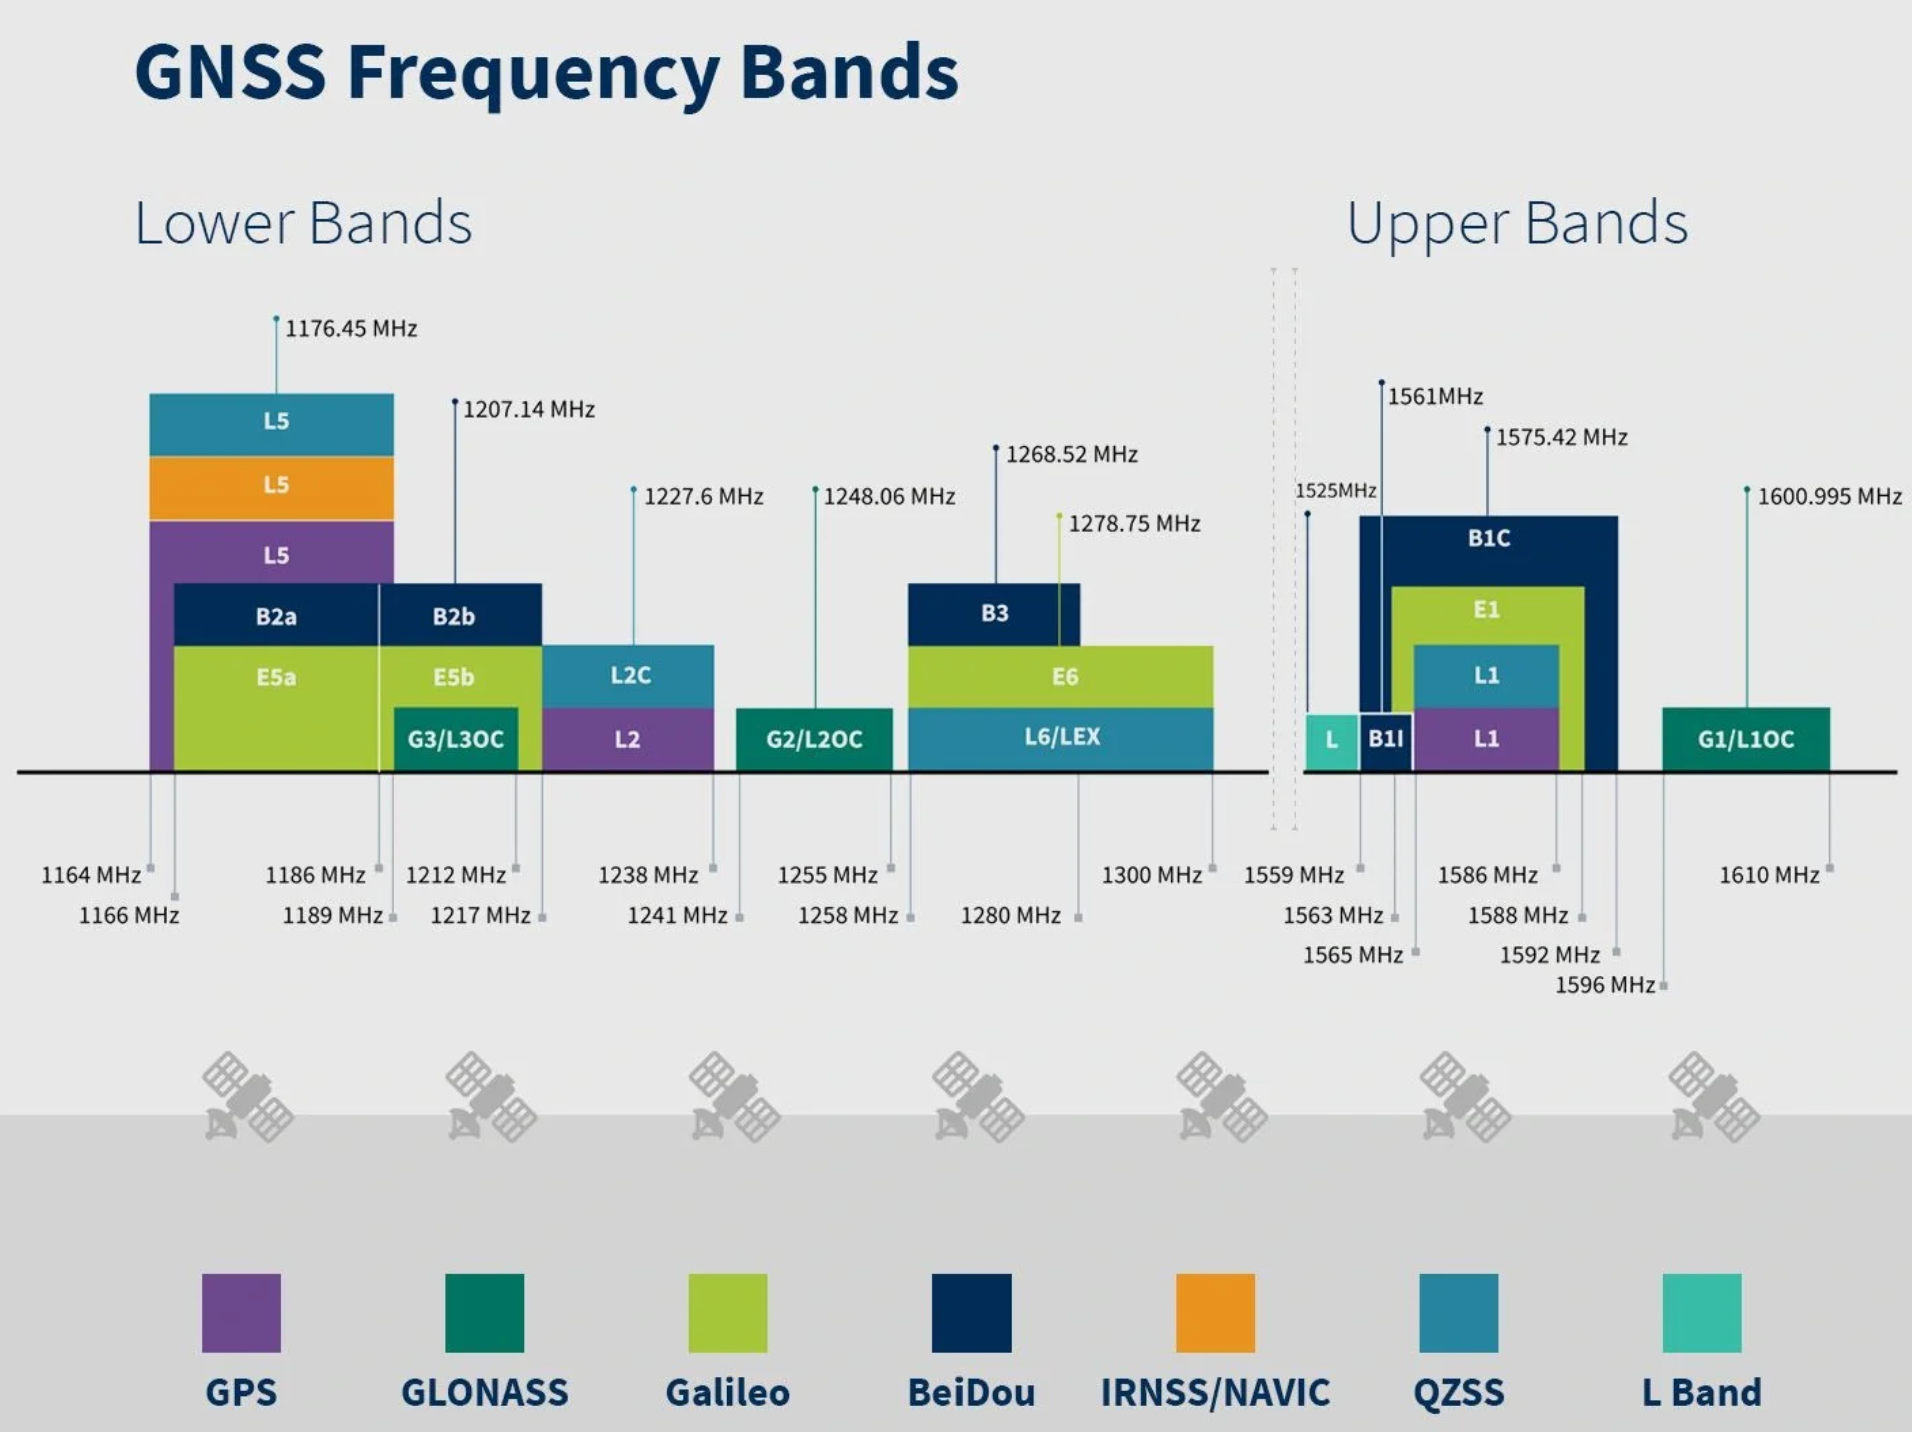 GNSS Frequency Bands
Lower Bands
Upper Bands
1176.45 MHz
1207.14 MHz
1227.6 MHz
1248.06 MHz
1268.52 MHz
1278.75 MHz
1525MHz
1561MHz
1575.42 MHz
1600.995 MHz
L5
L5
L5
B2a
B2b
E5a
E5b
G3/L3OC
L2C
L2
G2/L2OC
B3
E6
L6/LEX
B1C
E1
L1
L
B1I
L1
G1/L1OC
1164 MHz
1186 MHz
1212 MHz
1238 MHz
1255 MHz
1300 MHz
1559 MHz
1586 MHz
1610 MHz
1166 MHz
1189 MHz
1217 MHz
1241 MHz
1258 MHz
1280 MHz
1563 MHz
1588 MHz
1565 MHz
1592 MHz
1596 MHz
GPS
GLONASS
Galileo
BeiDou
IRNSS/NAVIC
QZSS
L Band